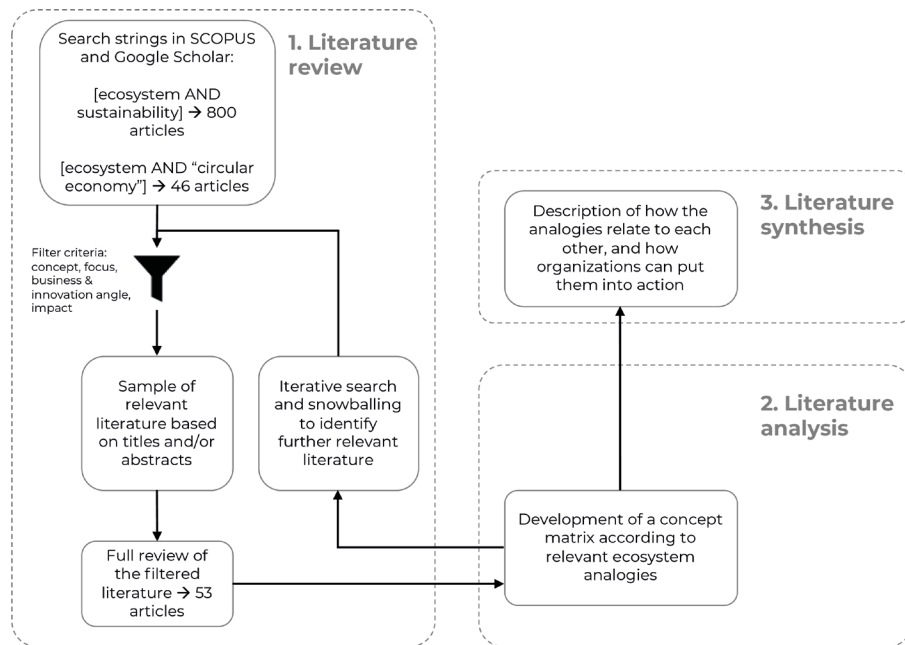 Search strings in SCOPUS
and Google Scholar:
[ecosystem AND
sustainability] → 800
articles
[ecosystem AND “circular
economy”] → 46 articles
1. Literature
review
Filter criteria:
concept, focus,
business &
innovation angle,
impact
Sample of
relevant
literature based
on titles and/or
abstracts
Iterative search
and snowballing
to identify
further relevant
literature
Full review of
the filtered
literature → 53
articles
3. Literature
synthesis
Description of how the
analogies relate to each
other, and how
organizations can put
them into action
2. Literature
analysis
Development of a concept
matrix according to
relevant ecosystem
analogies